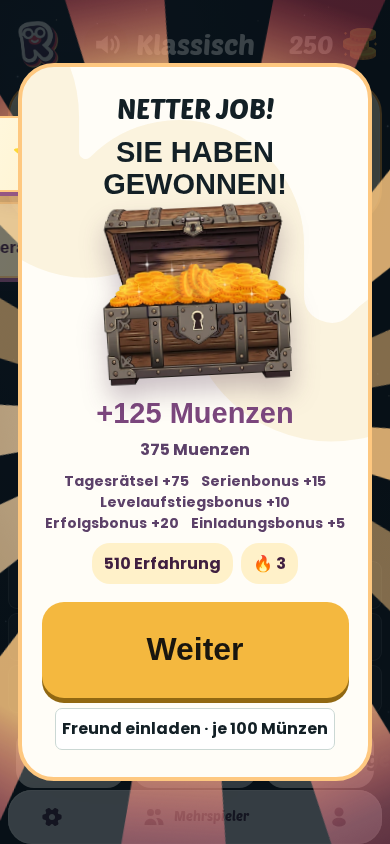 Klassisch 250
NETTER JOB!
SIE HABEN
GEWONNEN!
+125 Muenzen
375 Muenzen
Tagesrätsel +75 Serienbonus +15
Levelaufstiegsbonus +10
Erfolgsbonus +20 Einladungsbonus +5
510 Erfahrung 🔥 3
Weiter
Freund einladen · je 100 Münzen
Mehrspieler